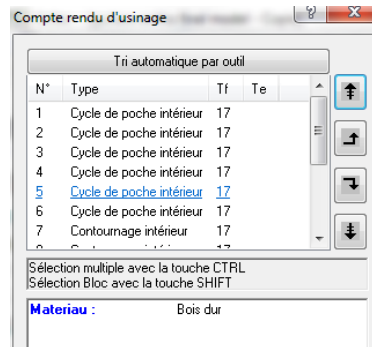 Compte rendu d'usinage
Tri automatique par outil
N° Type Tf Te
1 Cycle de poche intérieur 17
2 Cycle de poche intérieur 17
3 Cycle de poche intérieur 17
4 Cycle de poche intérieur 17
5 Cycle de poche intérieur 17
6 Cycle de poche intérieur 17
7 Contournage intérieur 17
Sélection multiple avec la touche CTRL
Sélection Bloc avec la touche SHIFT
Materiau : Bois dur